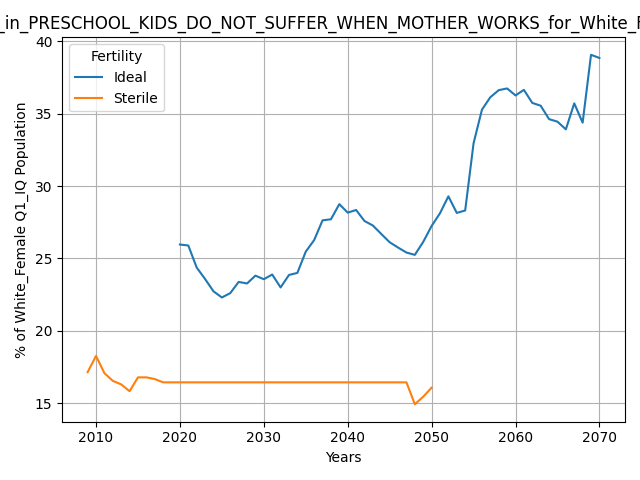 _in_PRESCHOOL_KIDS_DO_NOT_SUFFER_WHEN_MOTHER_WORKS_for_White_F
Fertility
Ideal
Sterile
% of White_Female Q1_IQ Population
40
35
30
25
20
15
2010 2020 2030 2040 2050 2060 2070
Years